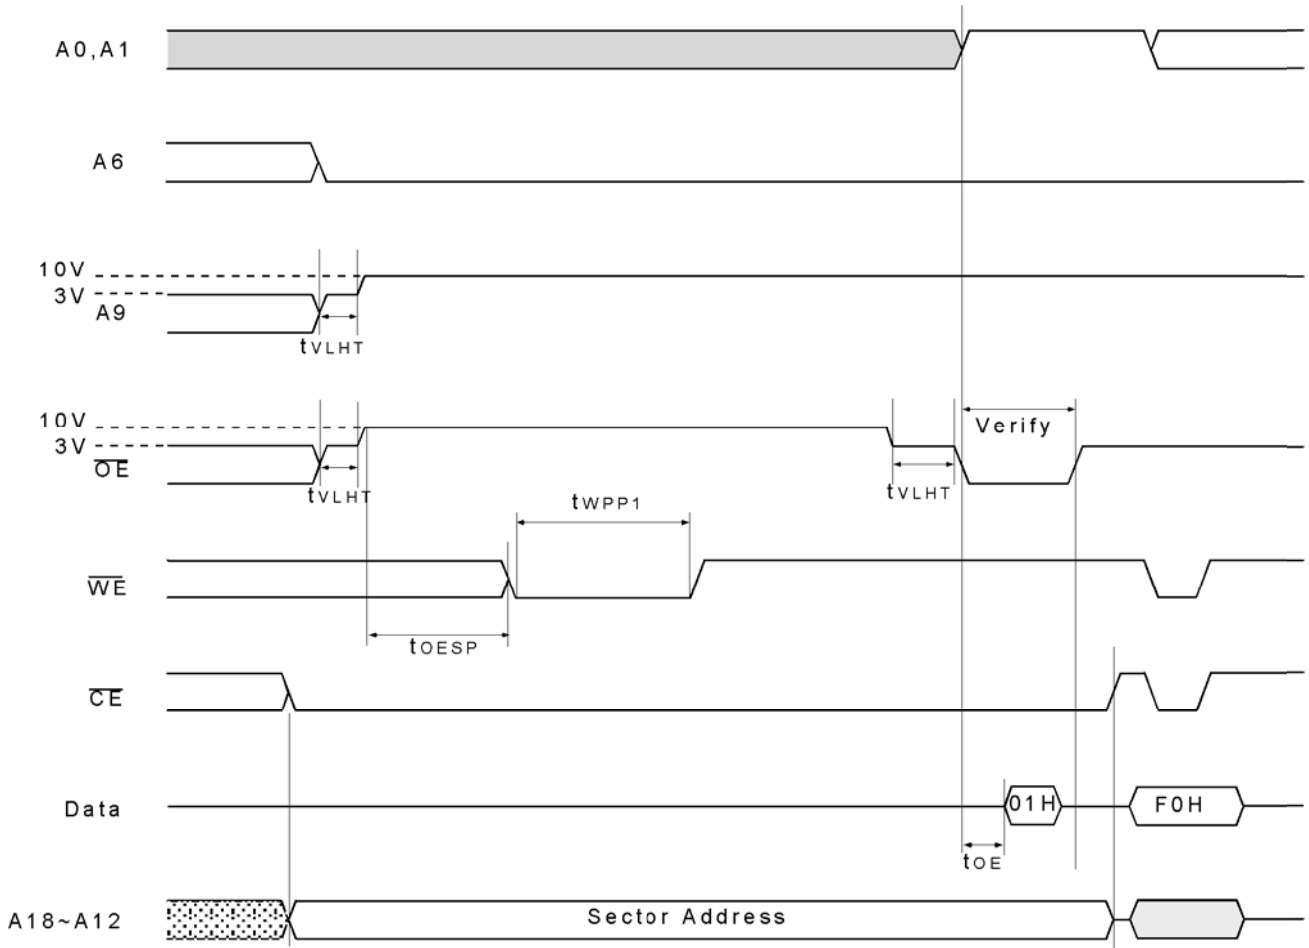 A0,A1
A6
10V
3V
A9
tVLHT
10V
3V
Verify
OE
tVLHT
tVLHT
tWPP1
WE
tOESP
CE
Data
01H
F0H
tOE
A18~A12
Sector Address